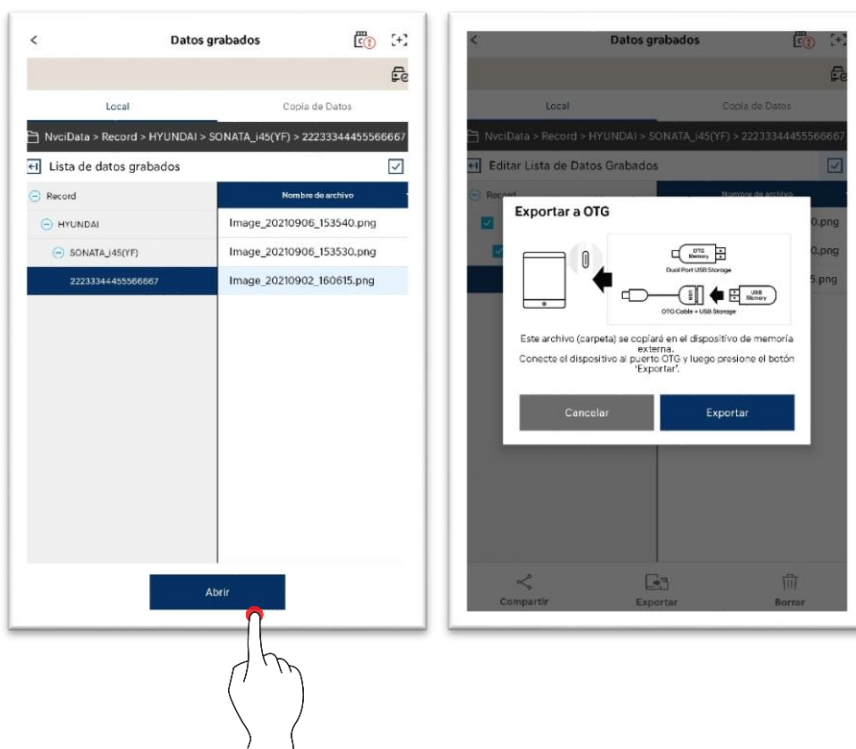 Datos grabados
Local
Copia de Datos
NvciData > Record > HYUNDAI > SONATA_i45(YF) > 22233344455566667
Lista de datos grabados
Record
Nombre de archivo
HYUNDAI
Image_20210906_153540.png
SONATA_i45(YF)
Image_20210906_153530.png
22233344455566667
Image_20210902_160615.png
Abrir
Datos grabados
Local
Copia de Datos
NvciData > Record > HYUNDAI > SONATA_i45(YF) > 22233344455566667
Editar Lista de Datos Grabados
Record
Nombre de archivo
0.png
0.png
5.png
Exportar a OTG
OTG
Memory
Dual Port USB Storage
USB
USB
Memory
OTG Cable + USB Storage
Este archivo (carpeta) se copiará en el dispositivo de memoria
externa.
Conecte el dispositivo al puerto OTG y luego presione el botón
'Exportar'.
Cancelar
Exportar
Compartir
Exportar
Borrar